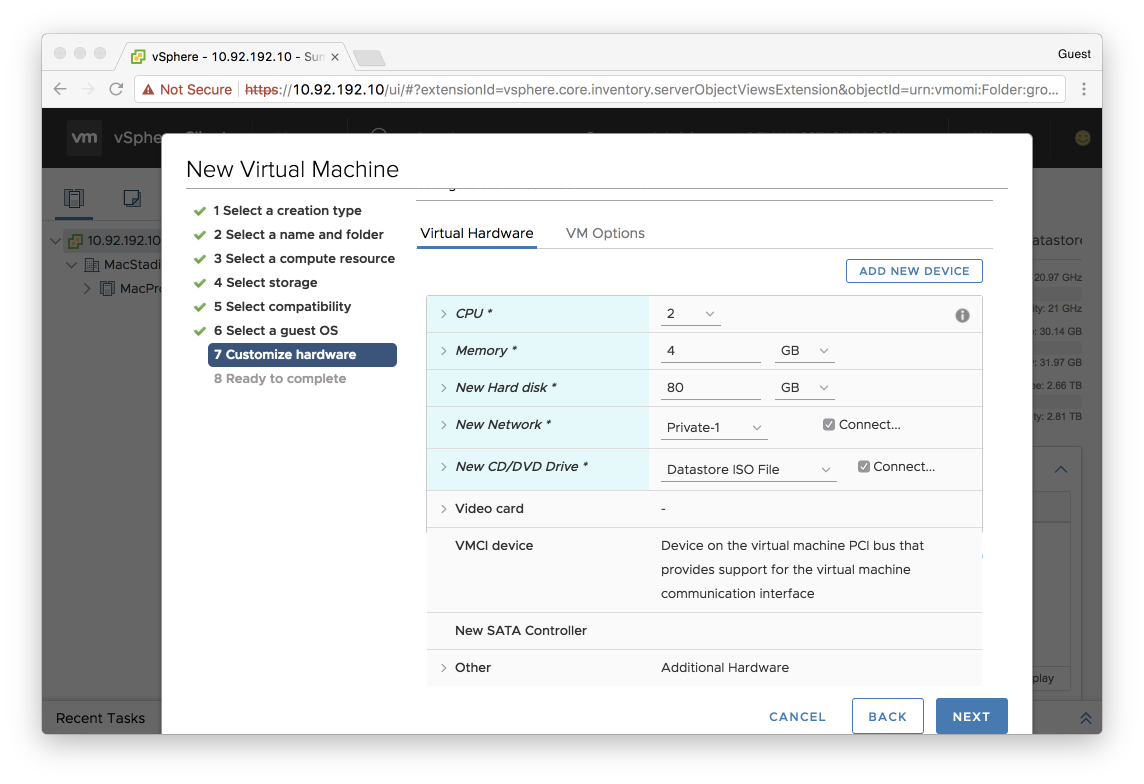 vSphere - 10.92.192.10 - Sun
Guest
Not Secure https://10.92.192.10/ui/#?extensionId=vsphere.core.inventory.serverObjectViewsExtension&objectId=urn:vmomi:Folder:gro...
vm vSphe
New Virtual Machine
1 Select a creation type
2 Select a name and folder
3 Select a compute resource
4 Select storage
5 Select compatibility
6 Select a guest OS
7 Customize hardware
8 Ready to complete
10.92.192.10
MacStadi
MacPro
Virtual Hardware VM Options
ADD NEW DEVICE
CPU * 2
Memory * 4 GB
New Hard disk * 80 GB
New Network * Private-1 Connect...
New CD/DVD Drive * Datastore ISO File Connect...
Video card -
VMCI device Device on the virtual machine PCI bus that
provides support for the virtual machine
communication interface
New SATA Controller
Other Additional Hardware
CANCEL BACK NEXT
atastore
20.97 GHz
ity: 21 GHz
: 30.14 GB
: 31.97 GB
ee: 2.66 TB
ity: 2.81 TB
play
Recent Tasks